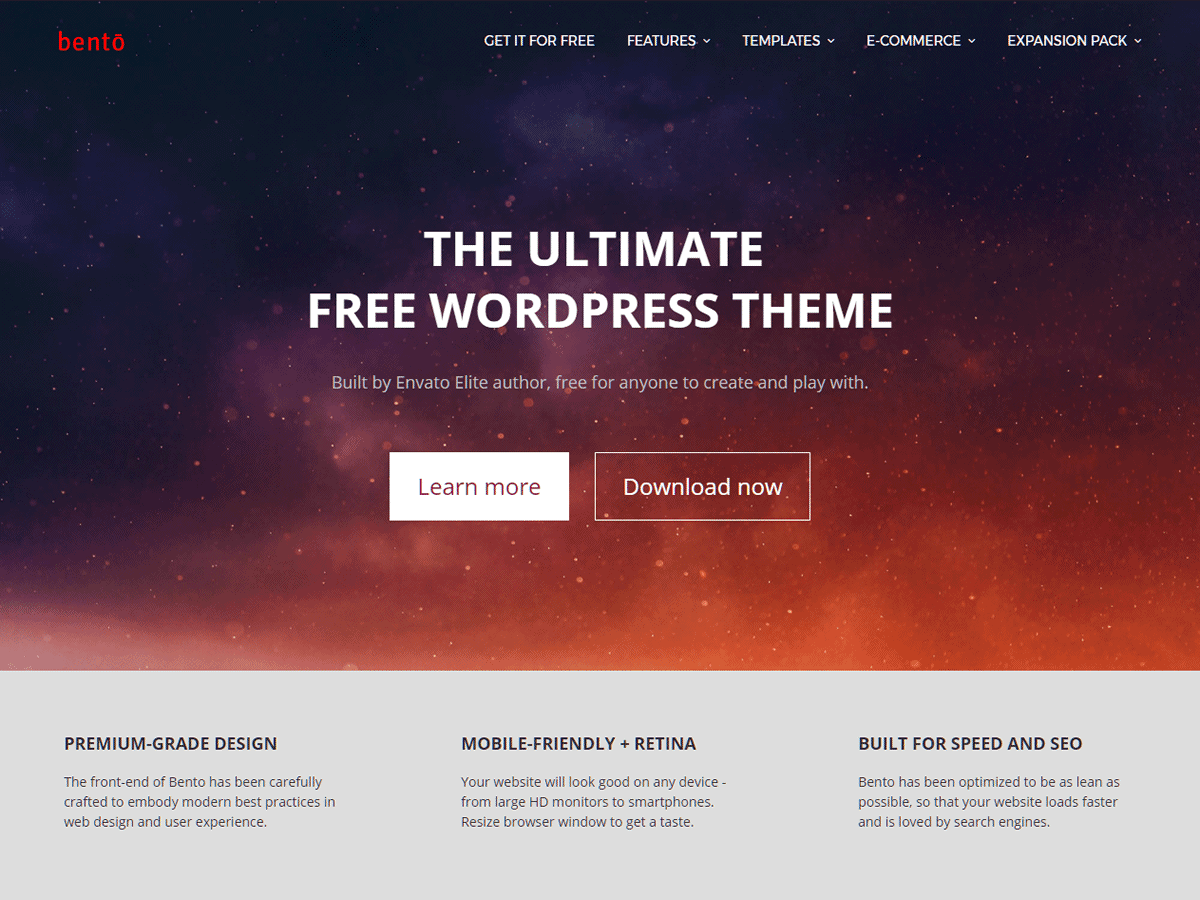 bentō
GET IT FOR FREE
FEATURES
TEMPLATES
E-COMMERCE
EXPANSION PACK
THE ULTIMATE
FREE WORDPRESS THEME
Built by Envato Elite author, free for anyone to create and play with.
Learn more
Download now
PREMIUM-GRADE DESIGN
The front-end of Bento has been carefully
crafted to embody modern best practices in
web design and user experience.
MOBILE-FRIENDLY + RETINA
Your website will look good on any device -
from large HD monitors to smartphones.
Resize browser window to get a taste.
BUILT FOR SPEED AND SEO
Bento has been optimized to be as lean as
possible, so that your website loads faster
and is loved by search engines.